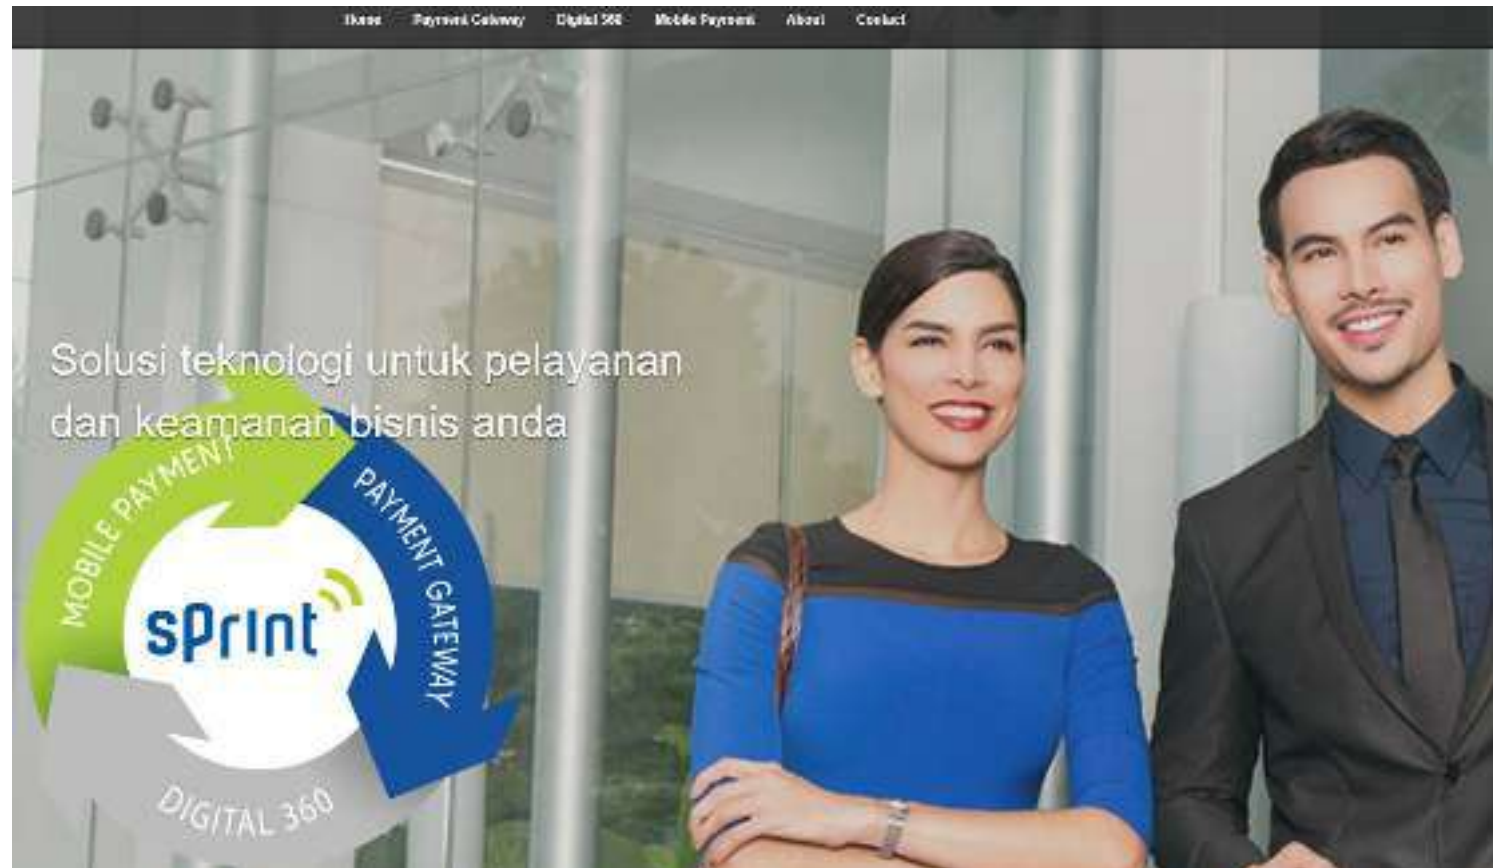 Home Payment Gateway Digital 360 Mobile Payment About Contact
Solusi teknologi untuk pelayanan
dan keamanan bisnis anda
MOBILE PAYMENT
PAYMENT GATEWAY
sPrint
DIGITAL 360